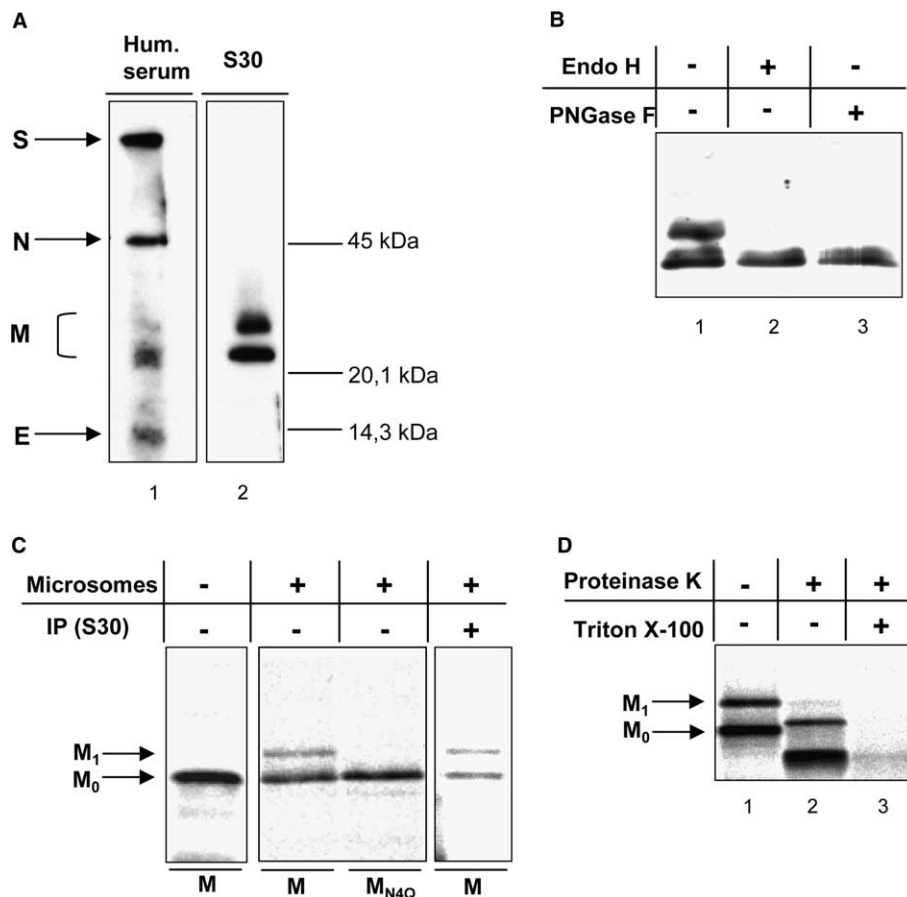 A
Hum. serum
S30
S
N
M
E
45 kDa
20,1 kDa
14,3 kDa
1 2
B
Endo H - + -
PNGase F - - +
1 2 3
C
Microsomes - + + +
IP (S30) - - - +
M₁
M₀
M M M_N4Q M
D
Proteinase K - + +
Triton X-100 - - +
M₁
M₀
1 2 3